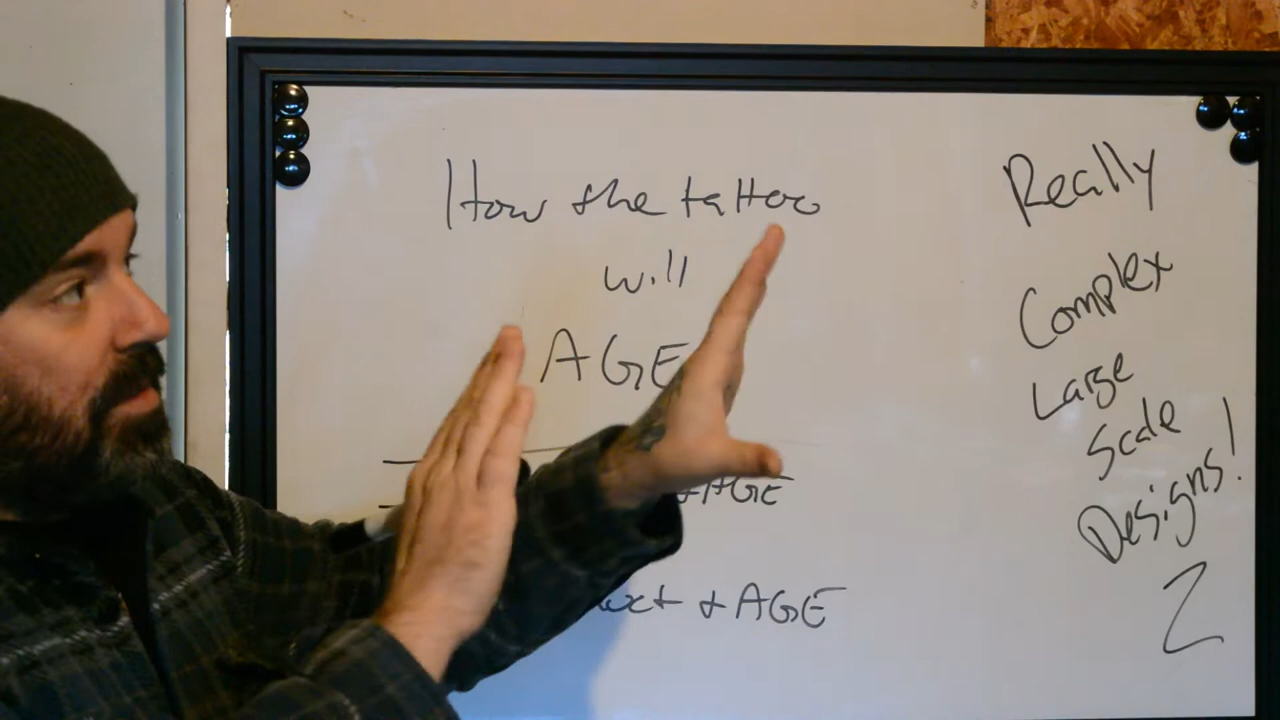 How the tattoo
will
AGE
+ AGE
+ AGE
Really
Complex
Large
Scale
Designs!
2